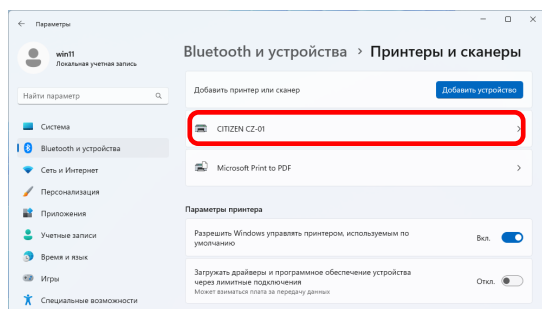 Параметры
win11
Локальная учетная запись
Найти параметр
Система
Bluetooth и устройства
Сеть и Интернет
Персонализация
Приложения
Учетные записи
Время и язык
Игры
Специальные возможности
Bluetooth и устройства > Принтеры и сканеры
Добавить принтер или сканер
Добавить устройство
CITIZEN CZ-01
Microsoft Print to PDF
Параметры принтера
Разрешить Windows управлять принтером, используемым по
умолчанию
Вкл.
Загружать драйверы и программное обеспечение устройства
через лимитные подключения
Может взиматься плата за передачу данных
Откл.